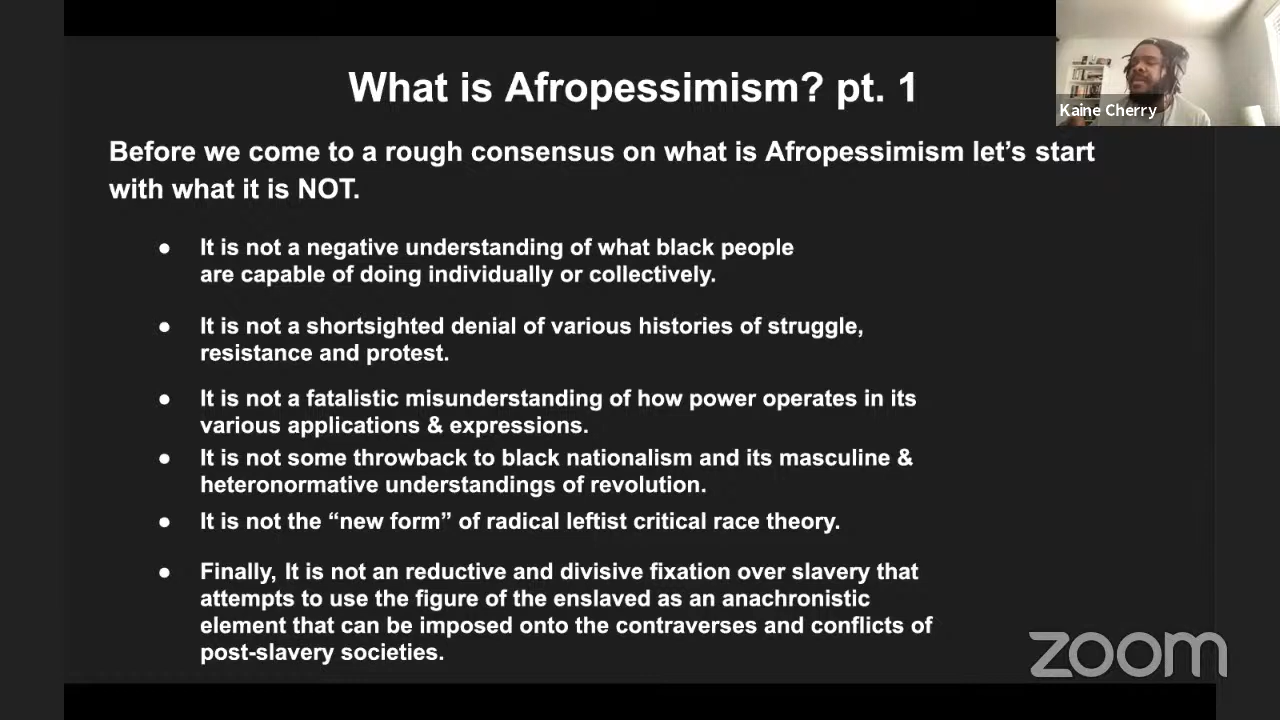 What is Afropessimism? pt. 1
Kaine Cherry
Before we come to a rough consensus on what is Afropessimism let’s start
with what it is NOT.
● It is not a negative understanding of what black people
are capable of doing individually or collectively.
● It is not a shortsighted denial of various histories of struggle,
resistance and protest.
● It is not a fatalistic misunderstanding of how power operates in its
various applications & expressions.
● It is not some throwback to black nationalism and its masculine &
heteronormative understandings of revolution.
● It is not the “new form” of radical leftist critical race theory.
● Finally, It is not an reductive and divisive fixation over slavery that
attempts to use the figure of the enslaved as an anachronistic
element that can be imposed onto the contraverses and conflicts of
post-slavery societies.
zoom